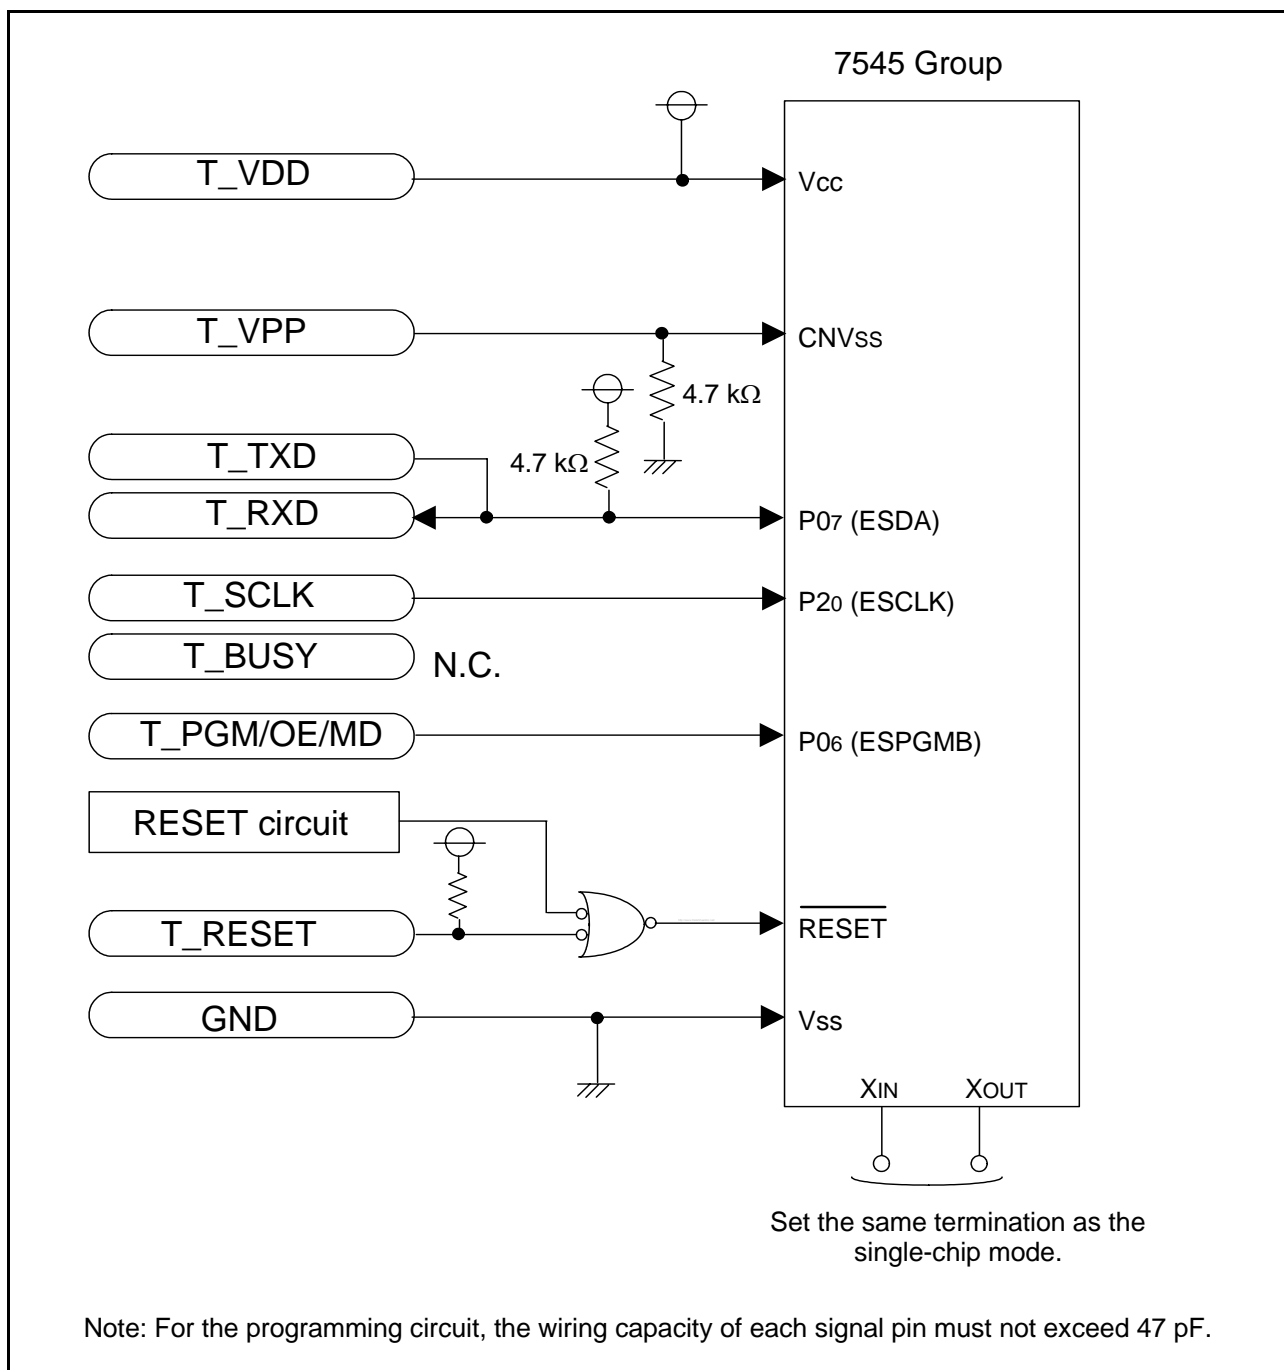 7545 Group
T_VDD
Vcc
T_VPP
CNVss
4.7 kΩ
T_TXD
4.7 kΩ
T_RXD
P07 (ESDA)
T_SCLK
P20 (ESCLK)
T_BUSY
N.C.
T_PGM/OE/MD
P06 (ESPGMB)
RESET circuit
T_RESET
RESET
GND
Vss
XIN
XOUT
Set the same termination as the
single-chip mode.
Note: For the programming circuit, the wiring capacity of each signal pin must not exceed 47 pF.